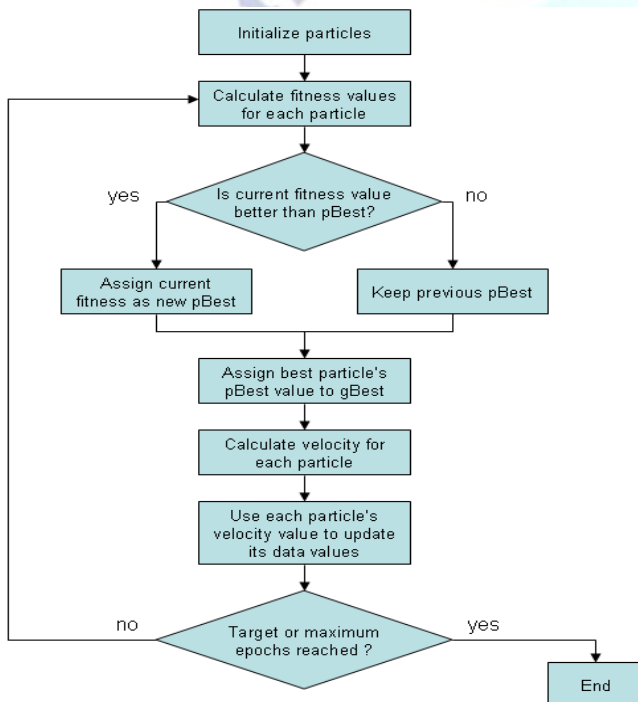 Initialize particles
Calculate fitness values
for each particle
yes
Is current fitness value
better than pBest?
no
Assign current
fitness as new pBest
Keep previous pBest
Assign best particle's
pBest value to gBest
Calculate velocity for
each particle
Use each particle's
velocity value to update
its data values
no
Target or maximum
epochs reached ?
yes
End